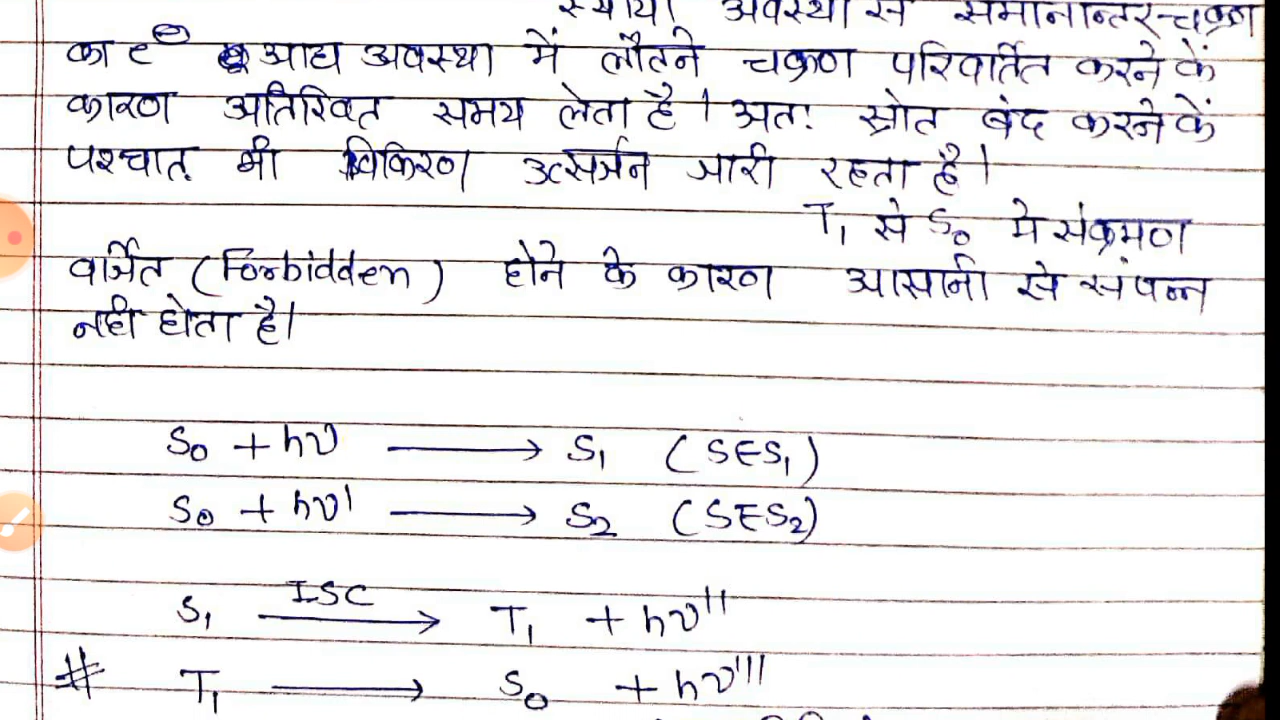 स्थायी अवस्था से समानान्तर चक्रण
का e⊖ आद्य अवस्था में लौटने चक्रण परिवर्तित करने कें
कारण अतिरिक्त समय लेता है। अतः स्रोत बंद करने कें
पश्चात् भी विकिरण उत्सर्जन जारी रहता है।
T₁ से S₀ मे संक्रमण
वर्जित (Forbidden) होने के कारण आसानी से संपन्न
नही होता है।
S₀ + hν ⟶ S₁ (SES₁)
S₀ + hν' ⟶ S₂ (SES₂)
S₁ ISC⟶ T₁ + hν''
# T₁ ⟶ S₀ + hν'''